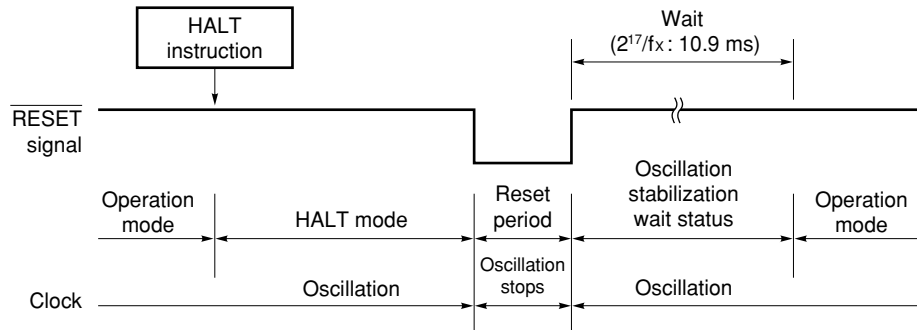 HALT
instruction
Wait
(2¹⁷/fx : 10.9 ms)
RESET
signal
Operation
mode
HALT mode
Reset
period
Oscillation
stabilization
wait status
Operation
mode
Clock
Oscillation
Oscillation
stops
Oscillation